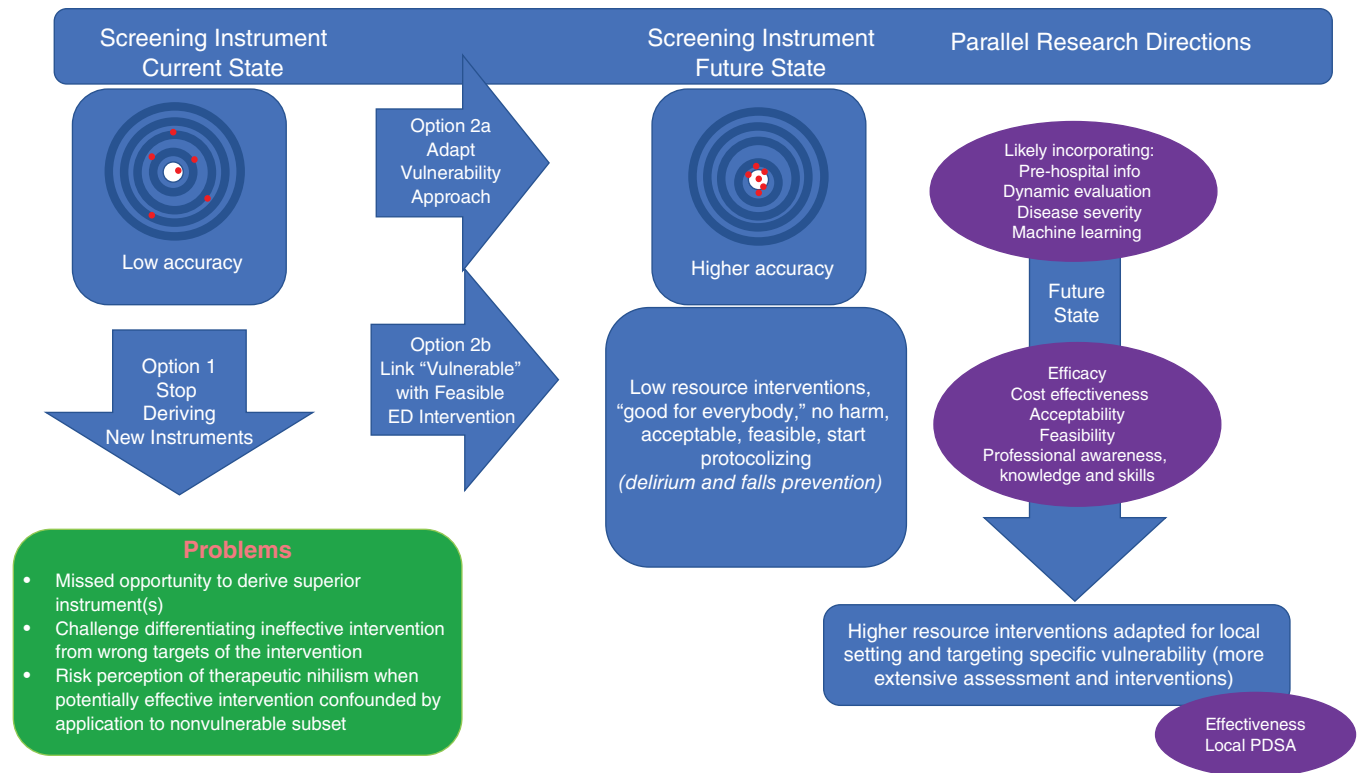 Screening Instrument
Current State
Screening Instrument
Future State
Parallel Research Directions
Low accuracy
Option 2a
Adapt
Vulnerability
Approach
Higher accuracy
Likely incorporating:
Pre-hospital info
Dynamic evaluation
Disease severity
Machine learning
Future
State
Option 1
Stop
Deriving
New Instruments
Option 2b
Link “Vulnerable”
with Feasible
ED Intervention
Low resource interventions,
“good for everybody,” no harm,
acceptable, feasible, start
protocolizing
(delirium and falls prevention)
Efficacy
Cost effectiveness
Acceptability
Feasibility
Professional awareness,
knowledge and skills
Problems
• Missed opportunity to derive superior
instrument(s)
• Challenge differentiating ineffective intervention
from wrong targets of the intervention
• Risk perception of therapeutic nihilism when
potentially effective intervention confounded by
application to nonvulnerable subset
Higher resource interventions adapted for local
setting and targeting specific vulnerability (more
extensive assessment and interventions)
Effectiveness
Local PDSA